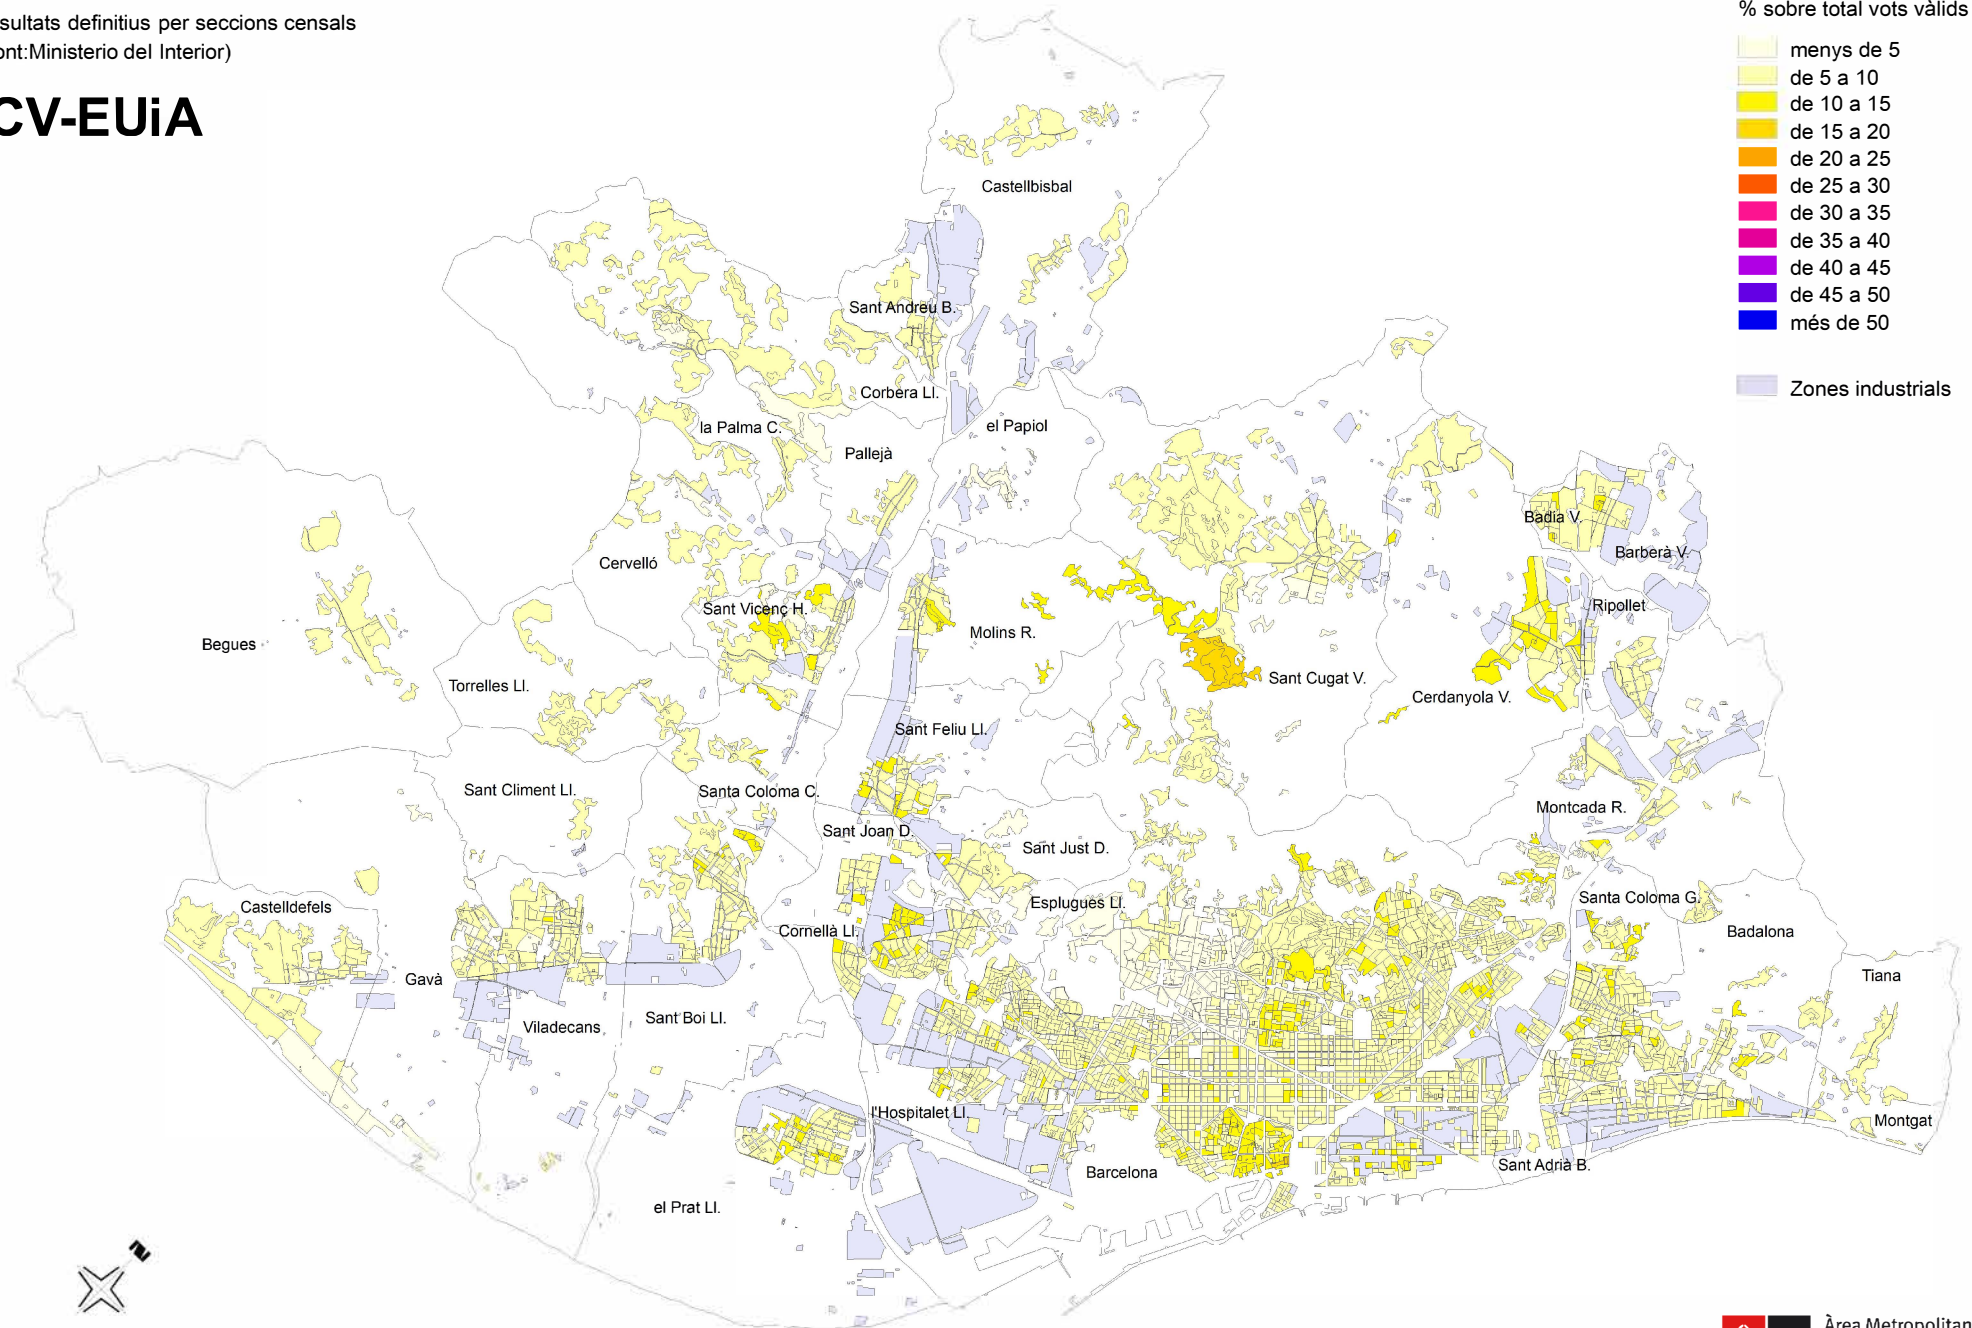 sultats definitius per seccions censals
ont:Ministerio del Interior)
CV-EUiA
% sobre total vots vàlids
menys de 5
de 5 a 10
de 10 a 15
de 15 a 20
de 20 a 25
de 25 a 30
de 30 a 35
de 35 a 40
de 40 a 45
de 45 a 50
més de 50
Zones industrials
Castellbisbal
Sant Andreu B.
Corbera Ll.
la Palma C.
el Papiol
Pallejà
Badia V.
Barberà V.
Cervelló
Sant Vicenç H.
Ripollet
Molins R.
Begues
Sant Cugat V.
Torrelles Ll.
Cerdanyola V.
Sant Feliu Ll.
Sant Climent Ll.
Santa Coloma C.
Montcada R.
Sant Joan D.
Sant Just D.
Castelldefels
Esplugues Ll.
Santa Coloma G.
Cornellà Ll.
Badalona
Gavà
Tiana
Viladecans
Sant Boi Ll.
l'Hospitalet Ll.
Montgat
Barcelona
Sant Adrià B.
el Prat Ll.
N
Àrea Metropolitan